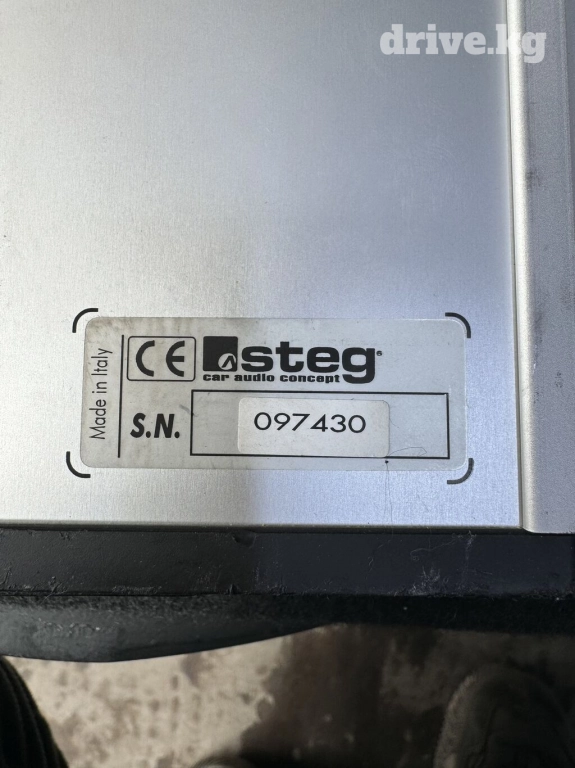 drive.kg
Made in Italy
CE
steg®
car audio concept
S.N.
097430